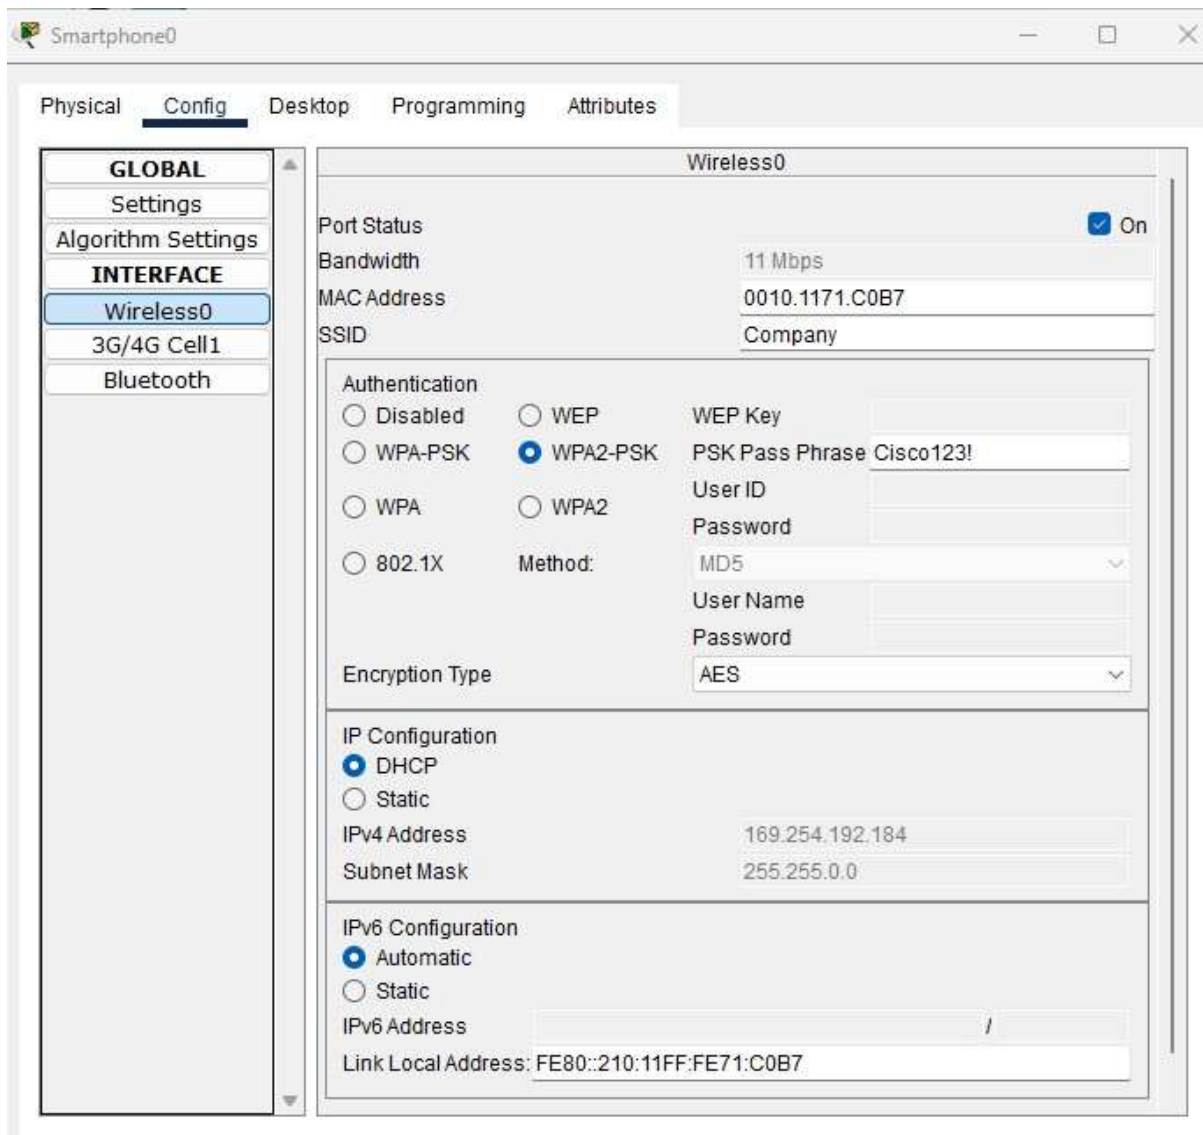 Smartphone0
Physical Config Desktop Programming Attributes
GLOBAL
Settings
Algorithm Settings
INTERFACE
Wireless0
3G/4G Cell1
Bluetooth
Wireless0
Port Status On
Bandwidth 11 Mbps
MAC Address 0010.1171.C0B7
SSID Company
Authentication
Disabled WEP WEP Key
WPA-PSK WPA2-PSK PSK Pass Phrase Cisco123!
User ID
WPA WPA2
Password
802.1X Method: MD5
User Name
Password
Encryption Type AES
IP Configuration
DHCP
Static
IPv4 Address 169.254.192.184
Subnet Mask 255.255.0.0
IPv6 Configuration
Automatic
Static
IPv6 Address /
Link Local Address: FE80::210:11FF:FE71:C0B7